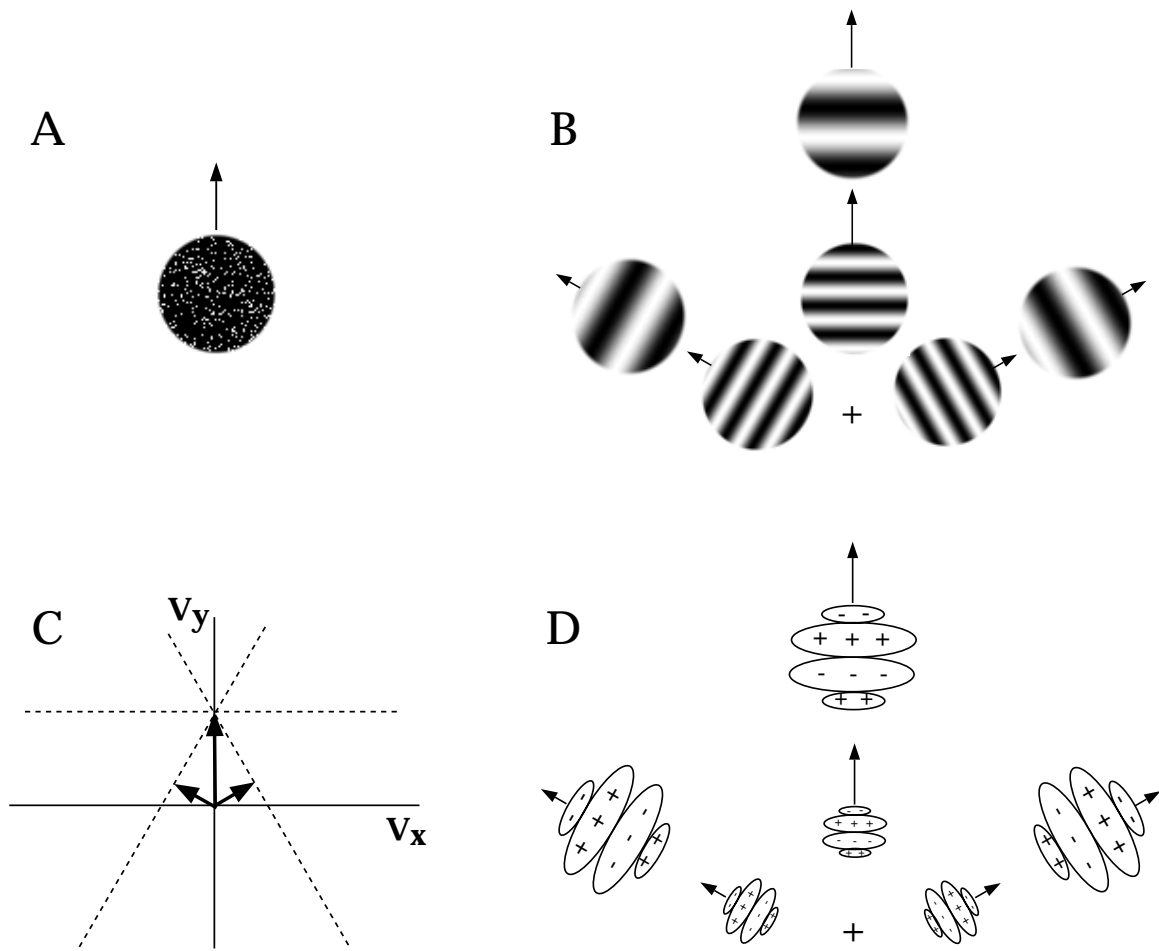 A
B
+
C
Vy
Vx
D
- -
+ + +
- - -
+ +
- -
+ +
- -
+ +
- -
+ + +
- - -
+ +
- -
+ +
- -
+ +
- -
+ +
- -
+ +
- -
+ +
- -
+ +
+